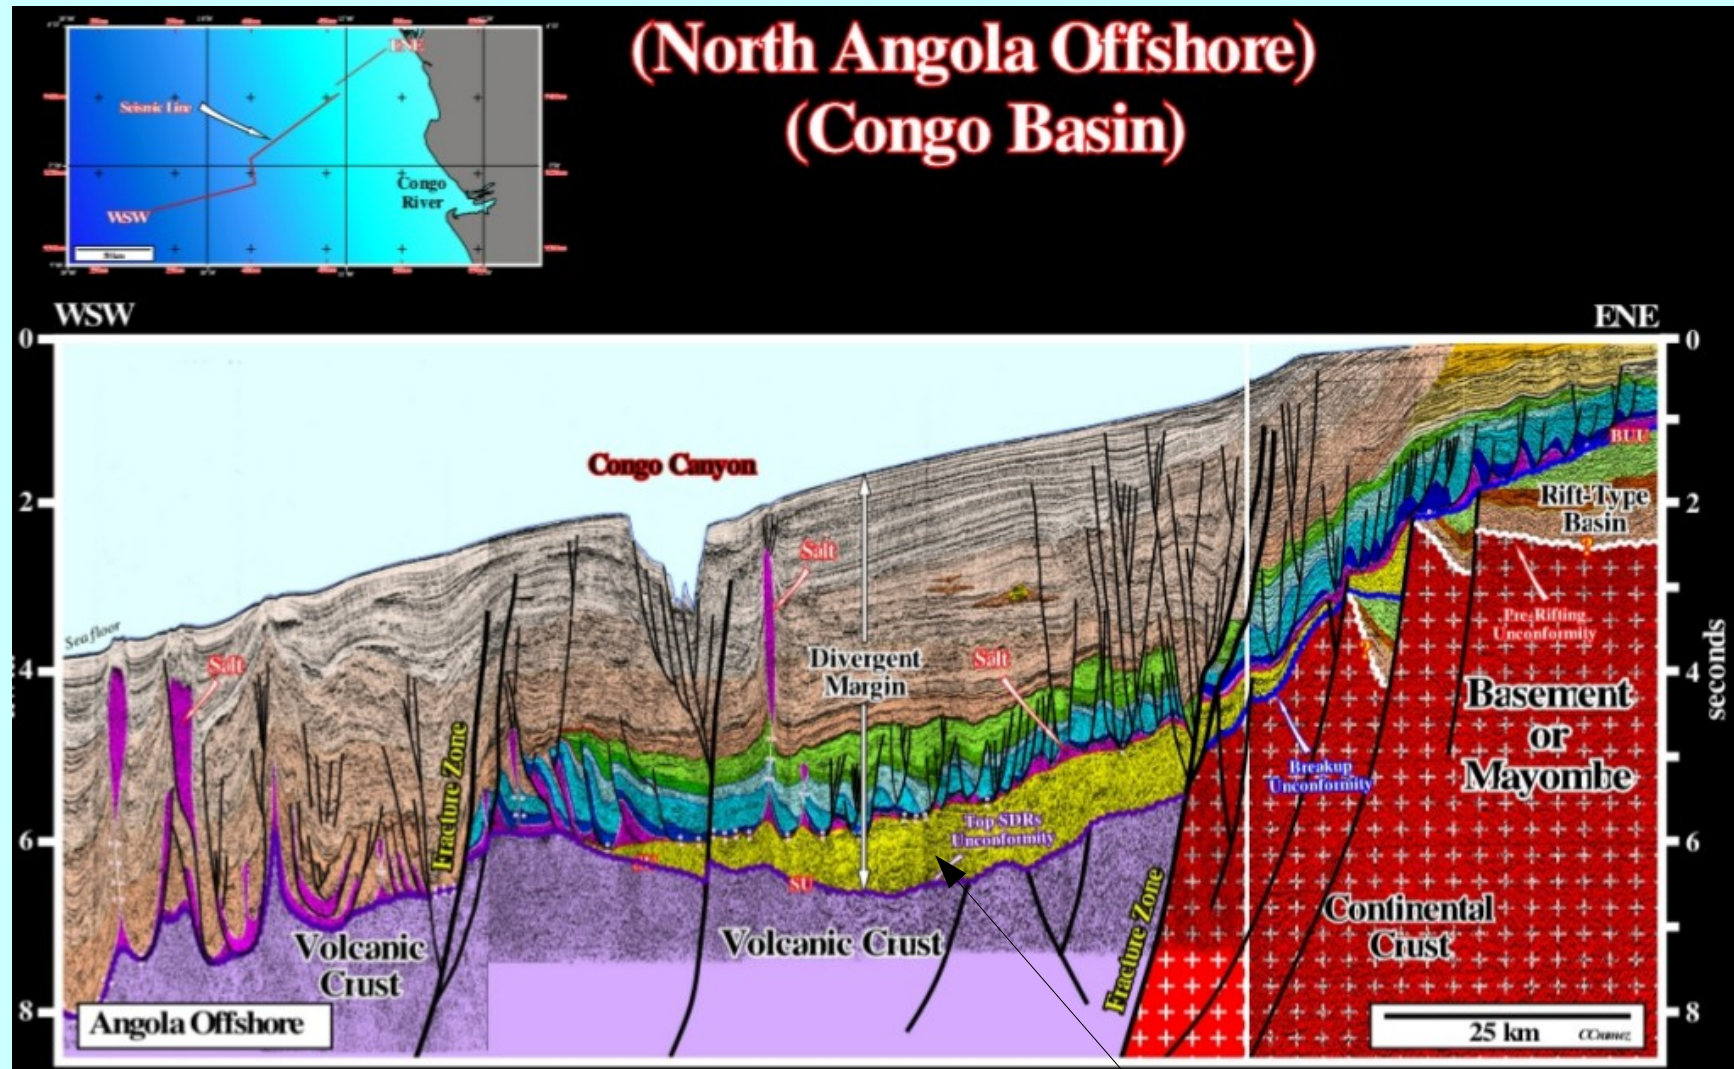 (North Angola Offshore)
(Congo Basin)
ENE
Seismic Line
Congo
River
WSW
WSW
ENE
0
0
2
2
4
4
6
6
8
8
seconds
Congo Canyon
Sea floor
Salt
Salt
Salt
Divergent
Margin
BUU
Rift-Type
Basin
?
Pre-Rifting
Unconformity
Basement
or
Mayombe
Breakup
Unconformity
Top SDRs
Unconformity
SU
Fracture Zone
Fracture Zone
Volcanic
Crust
Volcanic Crust
Continental
Crust
Angola Offshore
25 km
CCramez